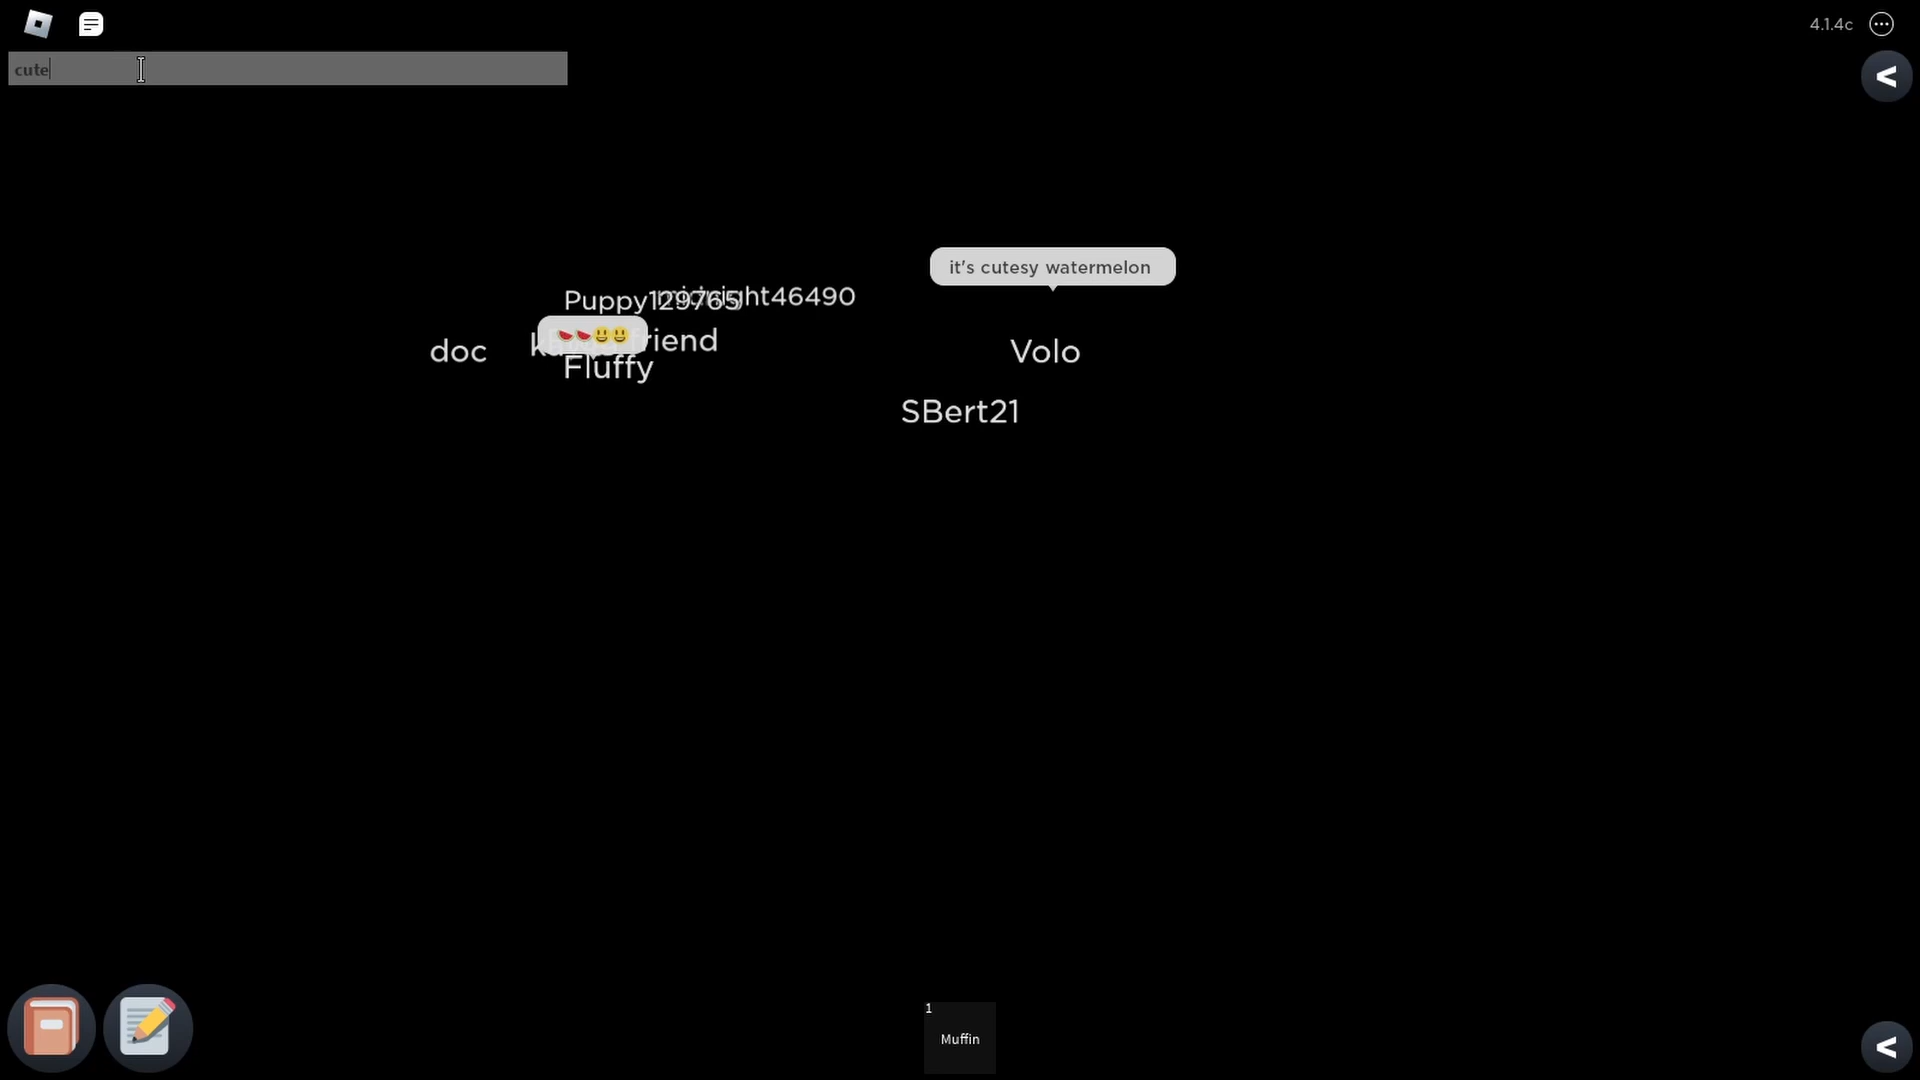 4.1.4c
cute
it's cutesy watermelon
Puppy129765
doc
Volo
Fluffy
SBert21
1
Muffin